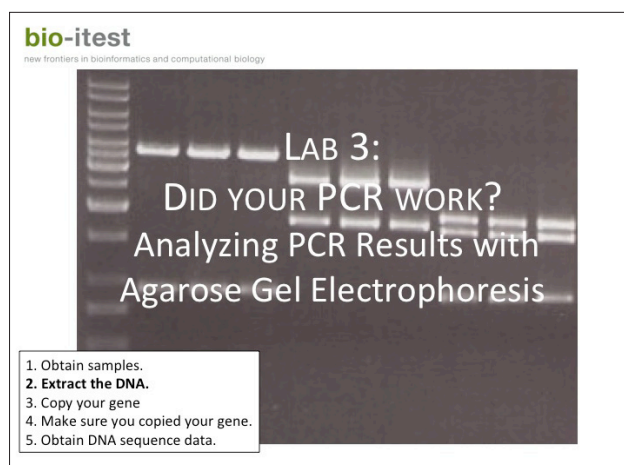 bio-itest
new frontiers in bioinformatics and computational biology
LAB 3:
DID YOUR PCR WORK?
Analyzing PCR Results with
Agarose Gel Electrophoresis
1. Obtain samples.
2. Extract the DNA.
3. Copy your gene
4. Make sure you copied your gene.
5. Obtain DNA sequence data.